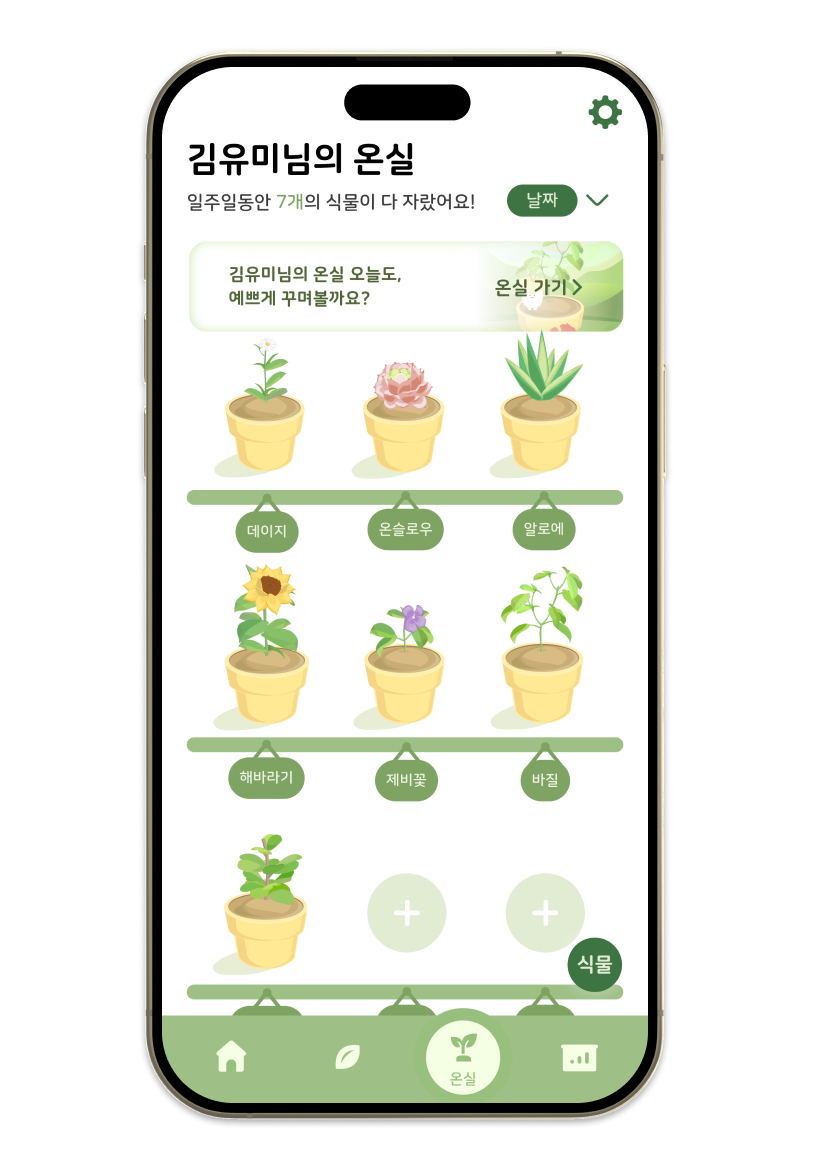 김유미님의 온실
일주일동안 7개의 식물이 다 자랐어요!
날짜
김유미님의 온실 오늘도,
예쁘게 꾸며볼까요?
온실 가기
데이지
온슬로우
알로에
해바라기
제비꽃
바질
식물
온실